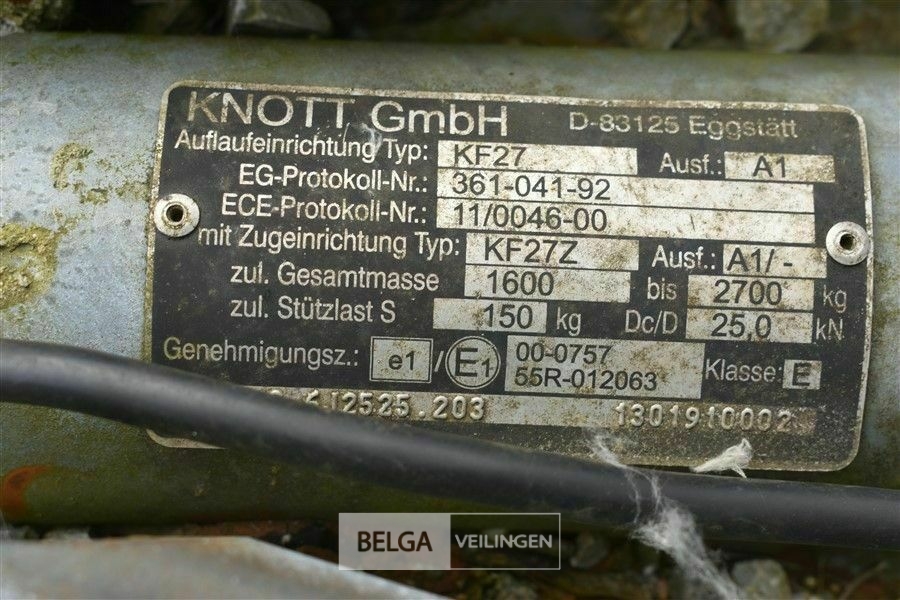 KNOTT GmbH D-83125 Eggstätt
Auflaufeinrichtung Typ: KF27 Ausf.: A1
EG-Protokoll-Nr.: 361-041-92
ECE-Protokoll-Nr.: 11/0046-00
mit Zugeinrichtung Typ: KF27Z Ausf.: A1/-
zul. Gesamtmasse 1600 bis 2700 kg
zul. Stützlast S 150 kg Dc/D 25,0 kN
Genehmigungsz.: e1 / E1 00-0757
55R-012063 Klasse: E
1301910002
BELGA VEILINGEN